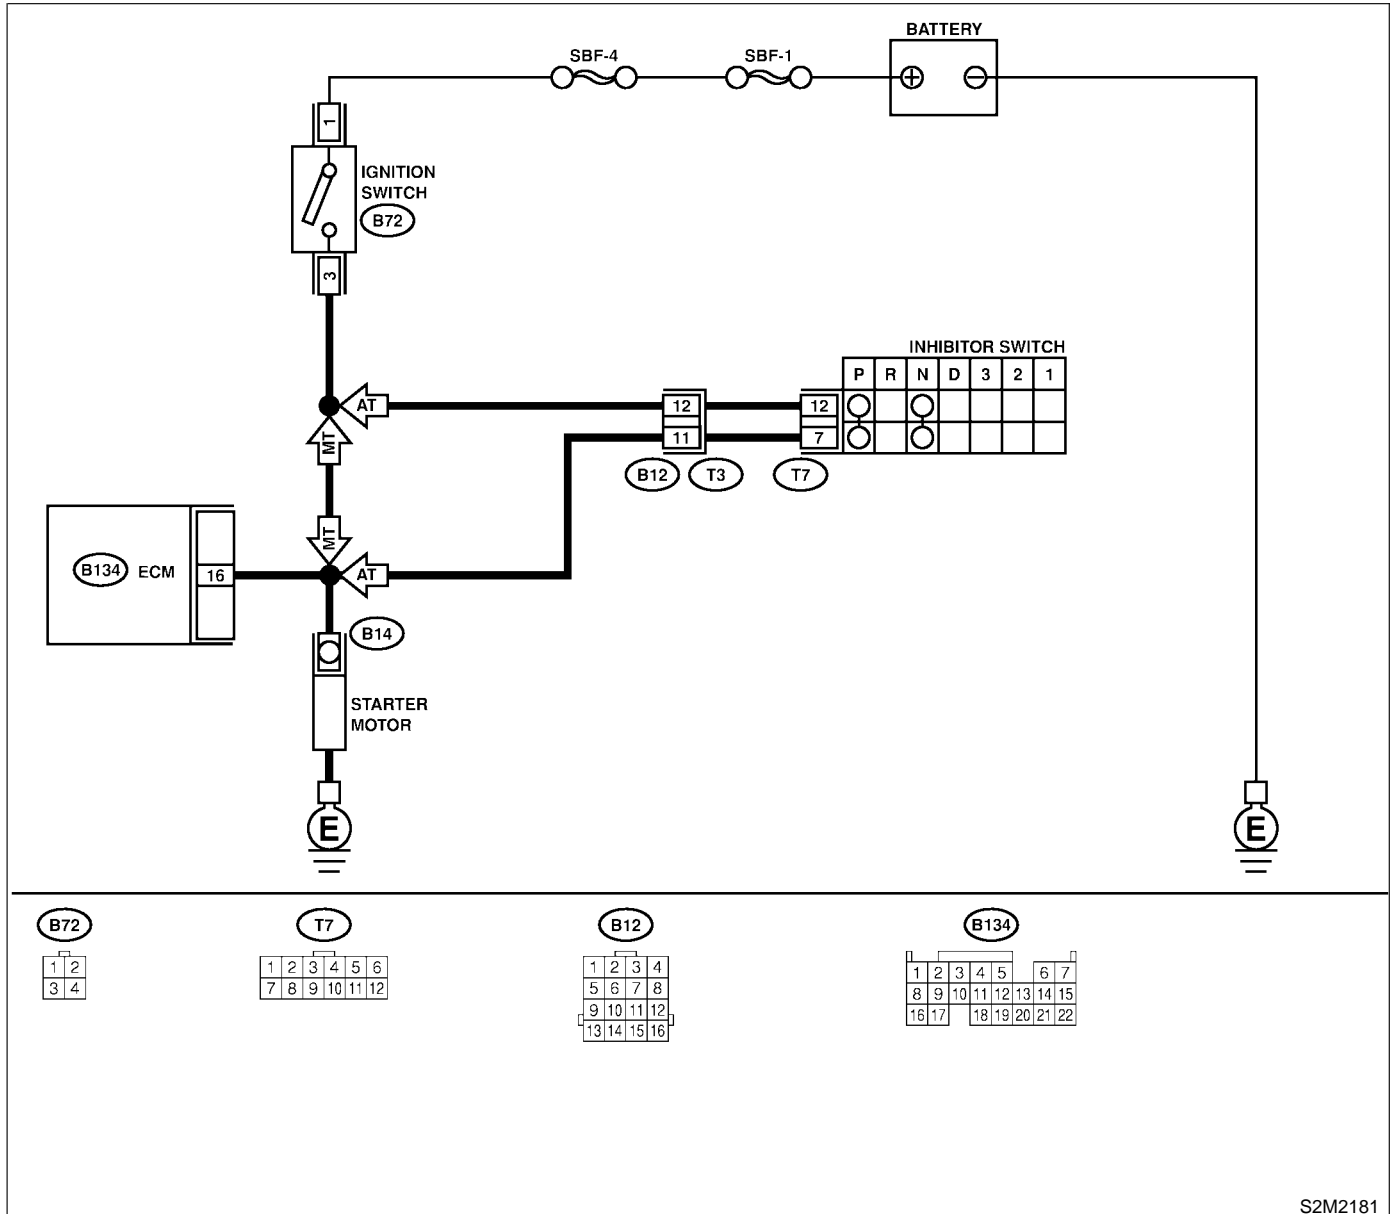 BATTERY
SBF-4 SBF-1
+ −
1
IGNITION
SWITCH
B72
3
INHIBITOR SWITCH
P R N D 3 2 1
AT 12 12
MT 11 7
B12 T3 T7
MT
B134 ECM 16 AT
B14
STARTER
MOTOR
E E
B72 T7 B12 B134
1 2
3 4
1 2 3 4 5 6
7 8 9 10 11 12
1 2 3 4
5 6 7 8
9 10 11 12
13 14 15 16
1 2 3 4 5 6 7
8 9 10 11 12 13 14 15
16 17 18 19 20 21 22
S2M2181